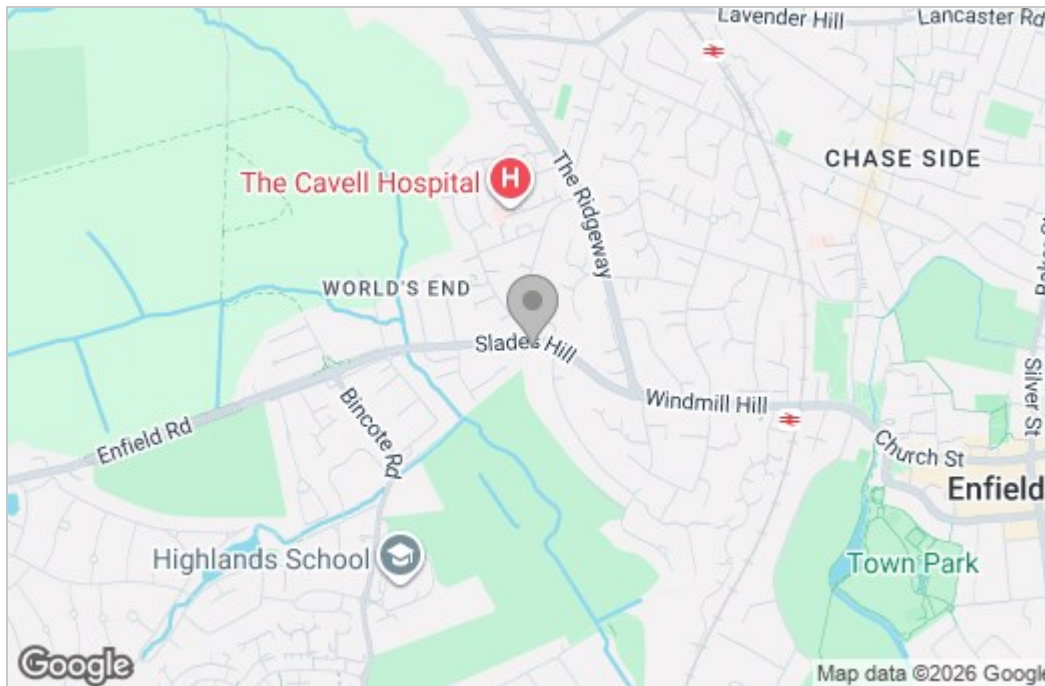 Lavender Hill
Lancaster Rd
CHASE SIDE
The Ridgeway
The Cavell Hospital
H
WORLD'S END
Slades Hill
Windmill Hill
Silver St
Enfield Rd
Bincote Rd
Church St
Enfield
Highlands School
Town Park
Google
Map data ©2026 Google